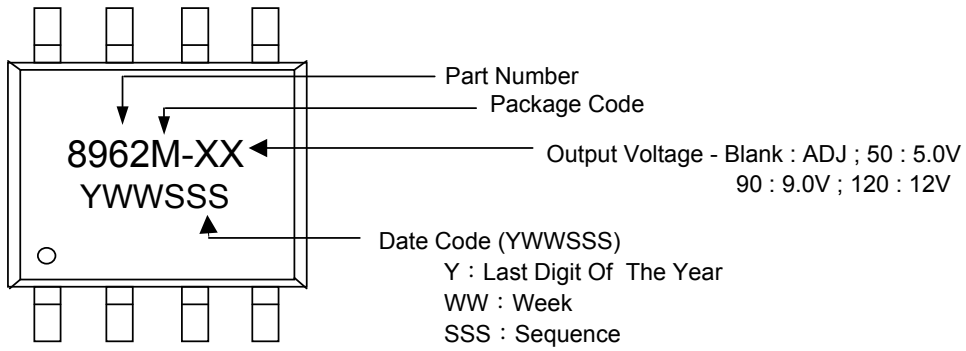 Part Number
Package Code
8962M-XX
Output Voltage - Blank : ADJ ; 50 : 5.0V
90 : 9.0V ; 120 : 12V
YWWSSS
Date Code (YWWSSS)
Y：Last Digit Of The Year
WW：Week
SSS：Sequence